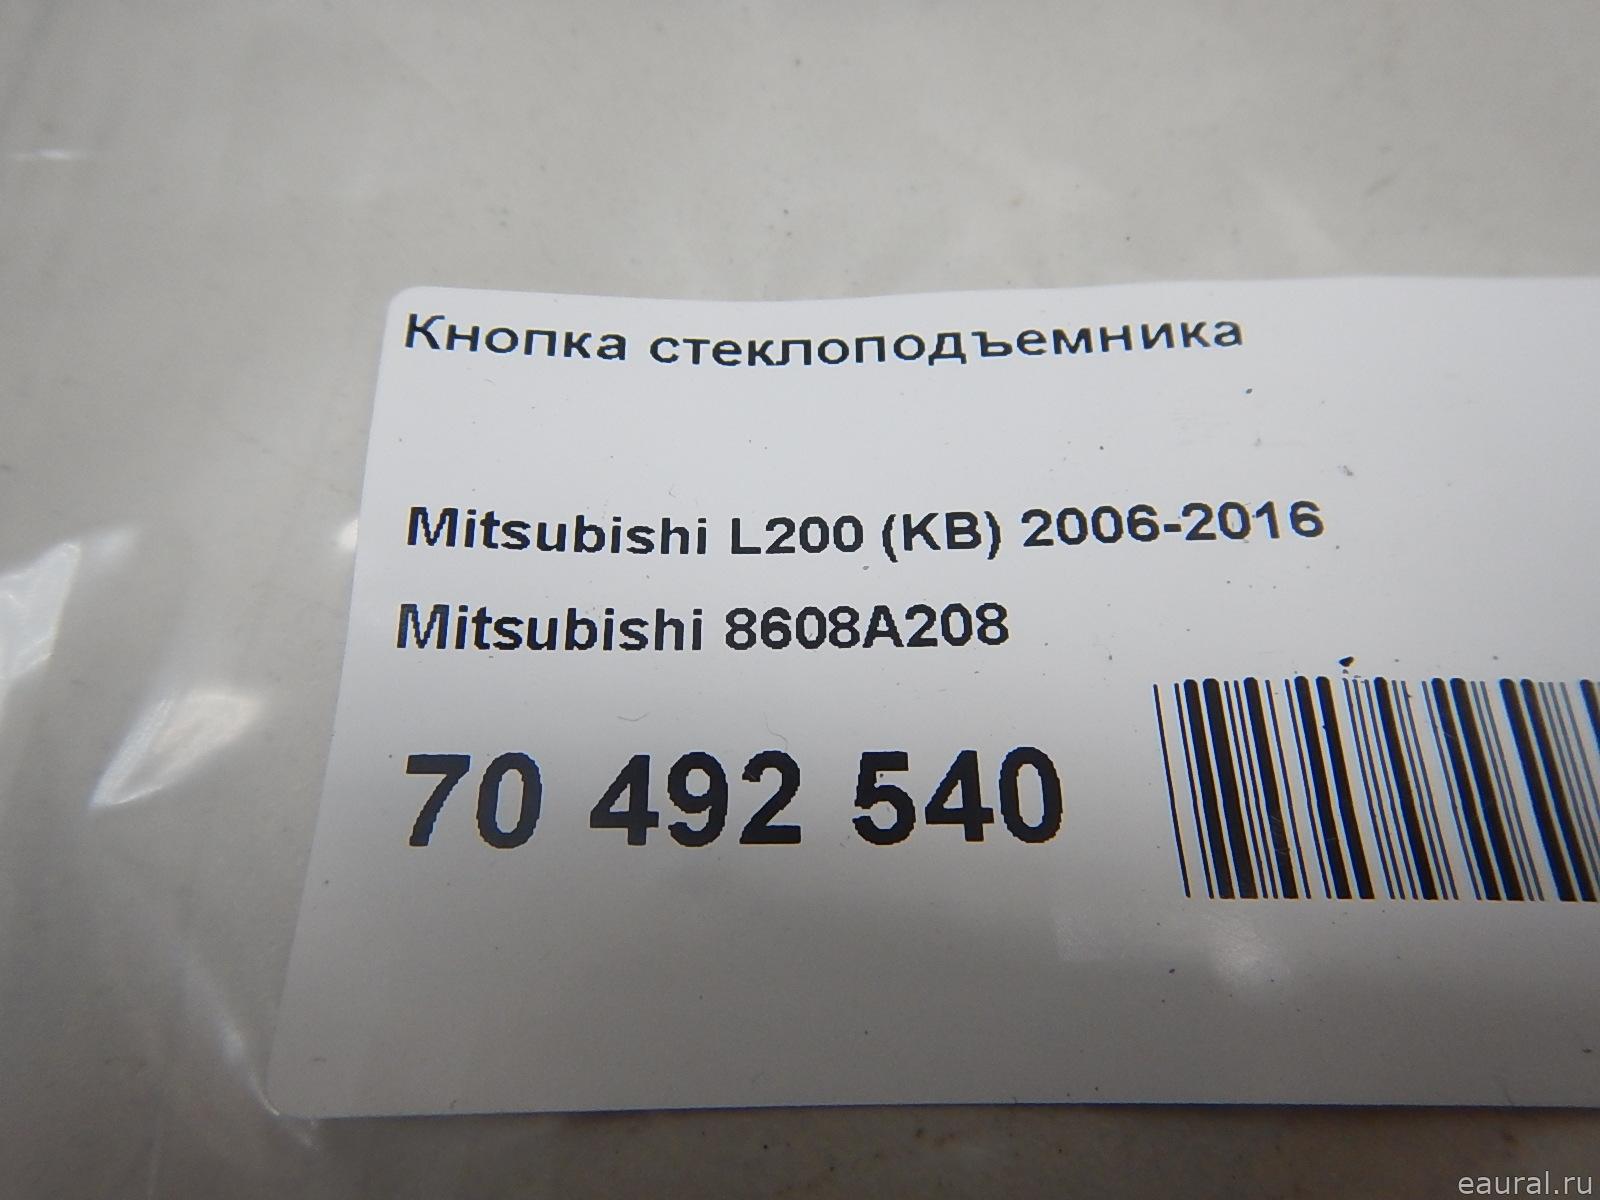 Кнопка стеклоподъемника
Mitsubishi L200 (KB) 2006-2016
Mitsubishi 8608A208
70 492 540
eaural.ru